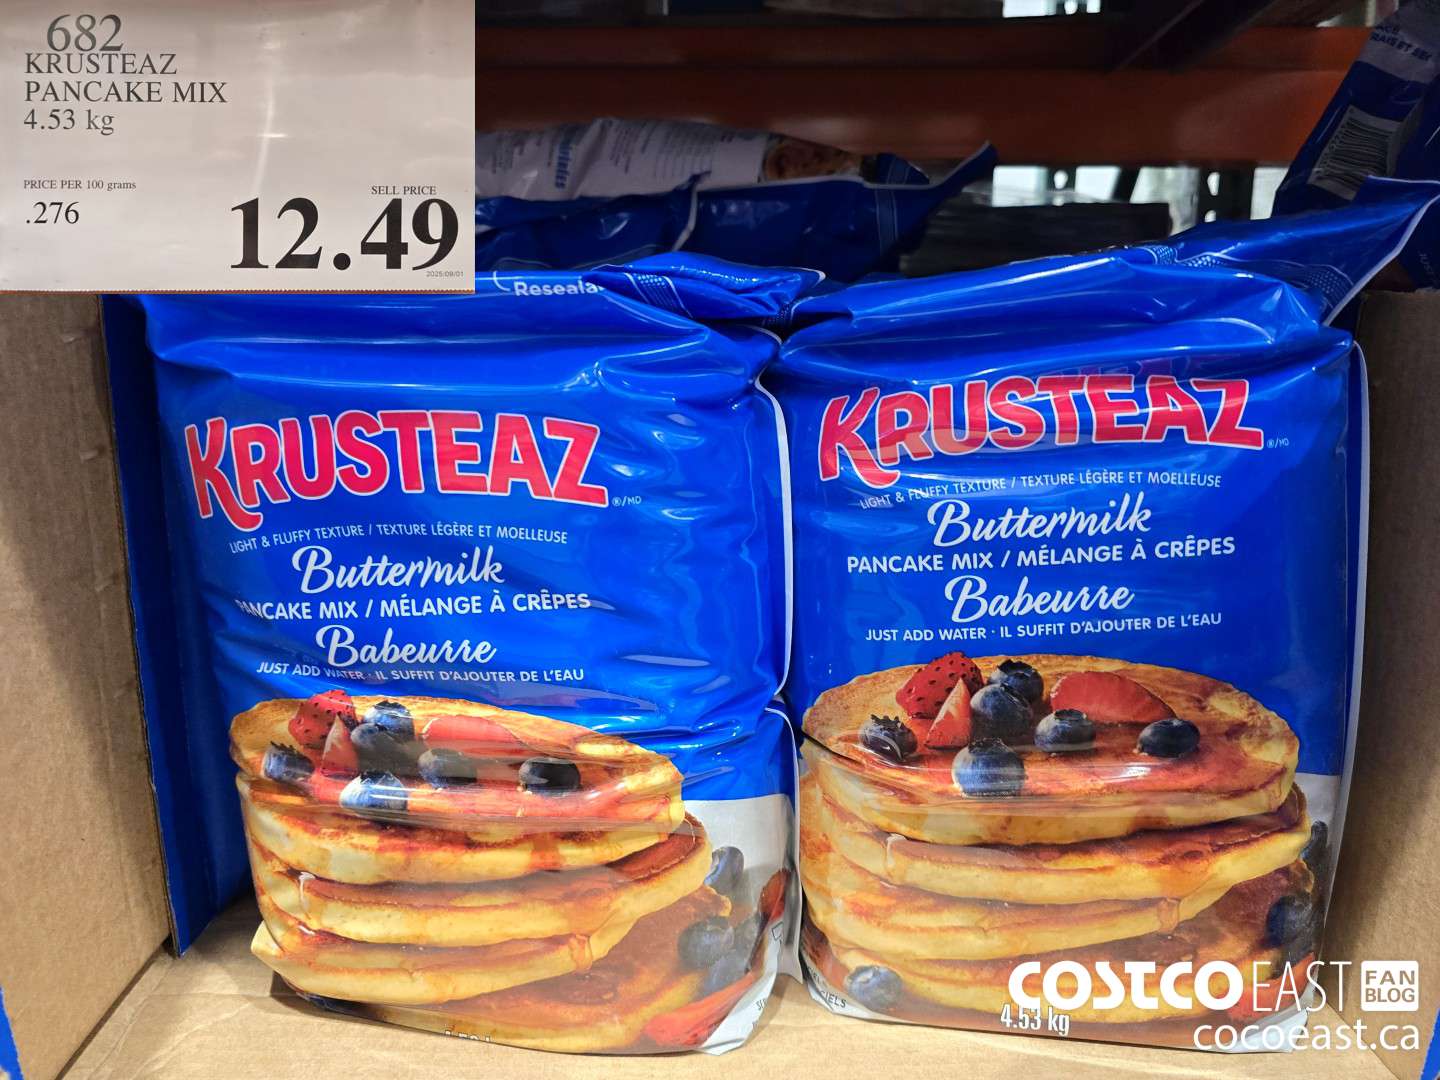 682
KRUSTEAZ
PANCAKE MIX
4.53 kg
PRICE PER 100 grams
.276
SELL PRICE
12.49
2025/09/01
Reseala
KRUSTEAZ
®/MD
LIGHT & FLUFFY TEXTURE / TEXTURE LÉGÈRE ET MOELLEUSE
Buttermilk
PANCAKE MIX / MÉLANGE À CRÊPES
Babeurre
JUST ADD WATER · IL SUFFIT D'AJOUTER DE L'EAU
KRUSTEAZ
®/MD
LIGHT & FLUFFY TEXTURE / TEXTURE LÉGÈRE ET MOELLEUSE
Buttermilk
PANCAKE MIX / MÉLANGE À CRÊPES
Babeurre
JUST ADD WATER · IL SUFFIT D'AJOUTER DE L'EAU
4.53 kg
COSTCO EAST FAN BLOG
cocoeast.ca